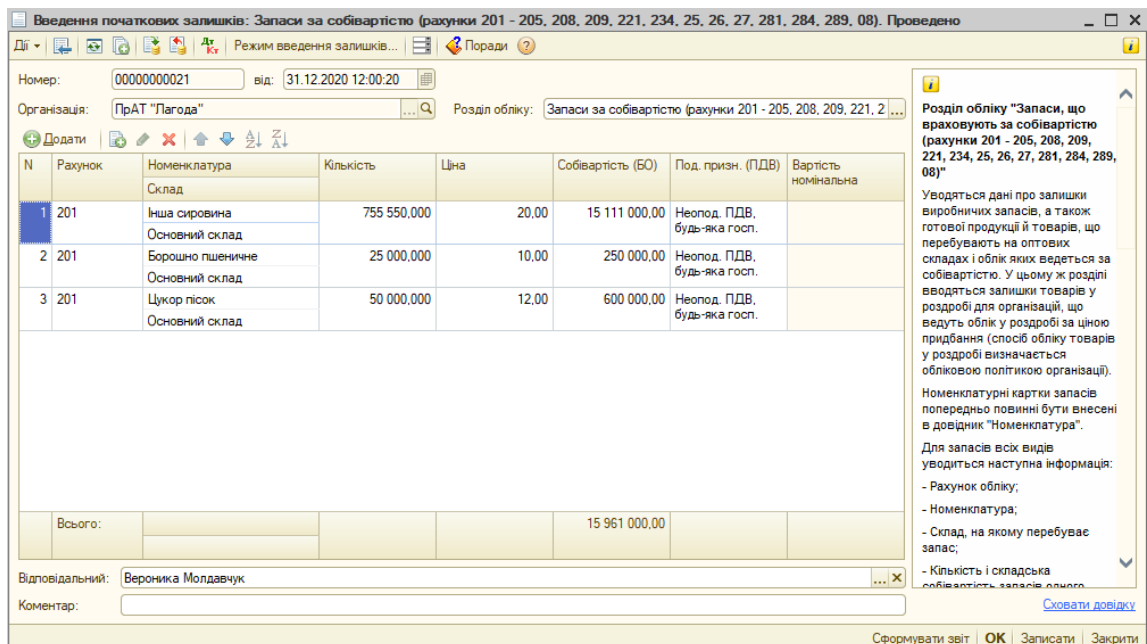 Введення початкових залишків: Запаси за собівартістю (рахунки 201 - 205, 208, 209, 221, 234, 25, 26, 27, 281, 284, 289, 08). Проведено
Дії
Дт Кт
Режим введення залишків...
Поради
Номер: 00000000021 від: 31.12.2020 12:00:20
Організація: ПрАТ "Лагода" ... Розділ обліку: Запаси за собівартістю (рахунки 201 - 205, 208, 209, 221, 2 ...
Додати
N Рахунок Номенклатура Кількість Ціна Собівартість (БО) Под. призн. (ПДВ) Вартість номінальна
Склад
1 201 Інша сировина 755 550,000 20,00 15 111 000,00 Неопод. ПДВ,
Основний склад будь-яка госп.
2 201 Борошно пшеничне 25 000,000 10,00 250 000,00 Неопод. ПДВ,
Основний склад будь-яка госп.
3 201 Цукор пісок 50 000,000 12,00 600 000,00 Неопод. ПДВ,
Основний склад будь-яка госп.
Всього: 15 961 000,00
Відповідальний: Вероника Молдавчук ...
Коментар:
Розділ обліку "Запаси, що
враховують за собівартістю
(рахунки 201 - 205, 208, 209,
221, 234, 25, 26, 27, 281, 284, 289,
08)"
Уводяться дані про залишки
виробничих запасів, а також
готової продукції й товарів, що
перебувають на оптових
складах і облік яких ведеться за
собівартістю. У цьому ж розділі
вводяться залишки товарів у
роздробі для організацій, що
ведуть облік у роздробі за ціною
придбання (спосіб обліку товарів
у роздробі визначається
обліковою політикою організації).
Номенклатурні картки запасів
попередньо повинні бути внесені
в довідник "Номенклатура".
Для запасів всіх видів
уводиться наступна інформація:
- Рахунок обліку;
- Номенклатура;
- Склад, на якому перебуває
запас;
- Кількість і складська
собівартість запасів одного
Сховати довідку
Сформувати звіт ОК Записати Закрити